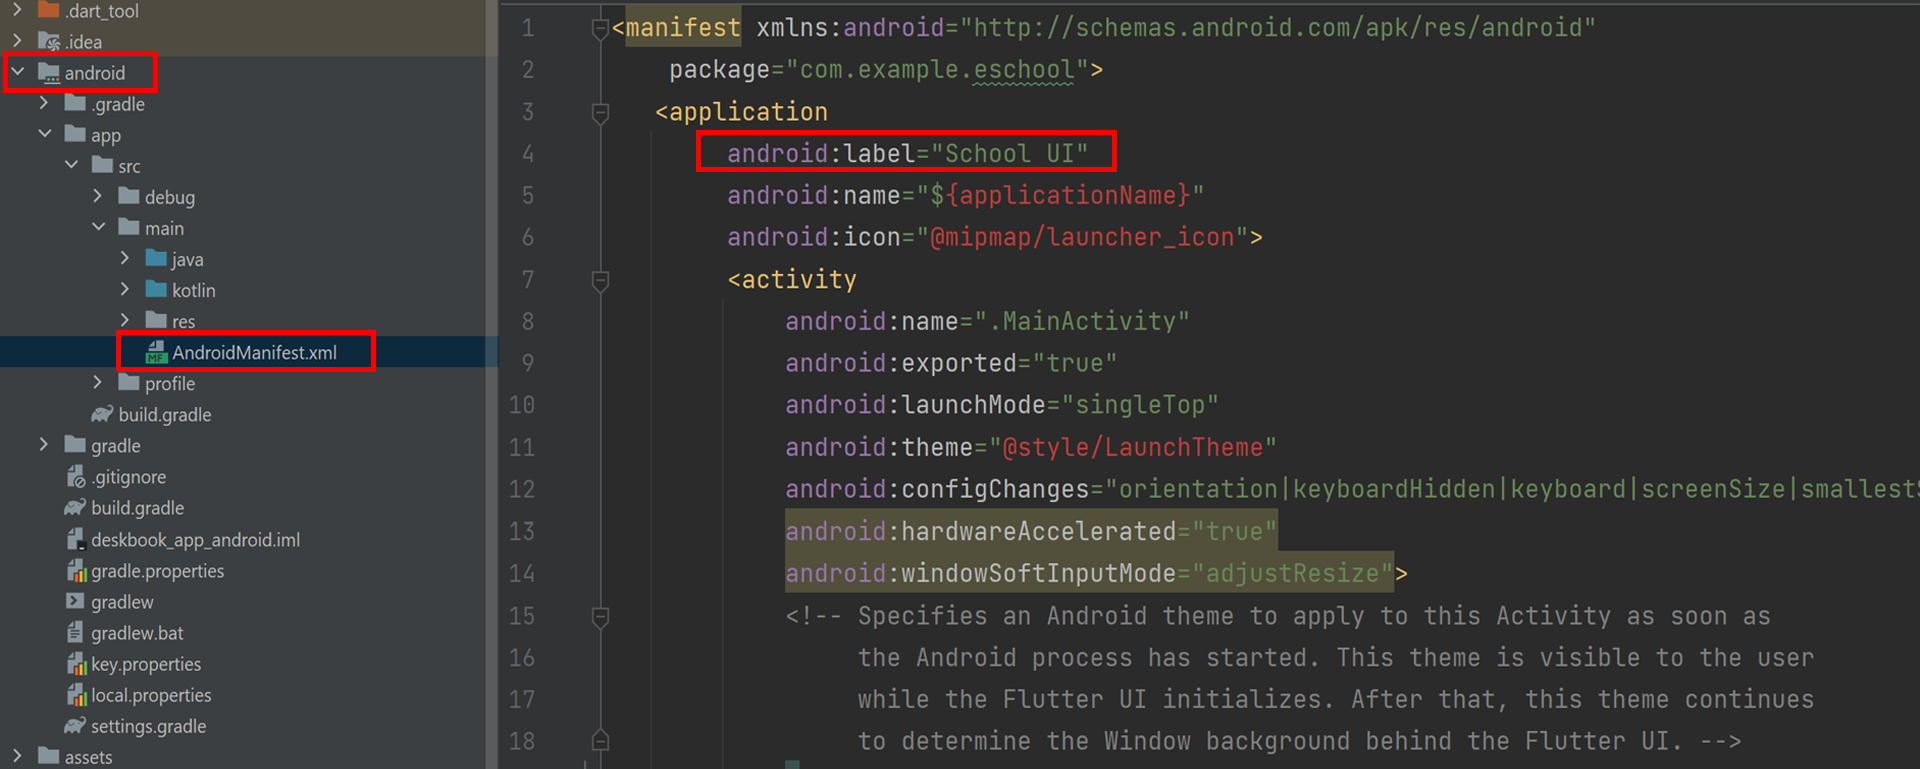 .dart_tool
.idea
android
.gradle
app
src
debug
main
java
kotlin
res
AndroidManifest.xml
profile
build.gradle
gradle
.gitignore
build.gradle
deskbook_app_android.iml
gradle.properties
gradlew
gradlew.bat
key.properties
local.properties
settings.gradle
assets
1 <manifest xmlns:android="http://schemas.android.com/apk/res/android"
2 package="com.example.eschool">
3 <application
4 android:label="School UI"
5 android:name="${applicationName}"
6 android:icon="@mipmap/launcher_icon">
7 <activity
8 android:name=".MainActivity"
9 android:exported="true"
10 android:launchMode="singleTop"
11 android:theme="@style/LaunchTheme"
12 android:configChanges="orientation|keyboardHidden|keyboard|screenSize|smallest
13 android:hardwareAccelerated="true"
14 android:windowSoftInputMode="adjustResize">
15 <!-- Specifies an Android theme to apply to this Activity as soon as
16 the Android process has started. This theme is visible to the user
17 while the Flutter UI initializes. After that, this theme continues
18 to determine the Window background behind the Flutter UI. -->